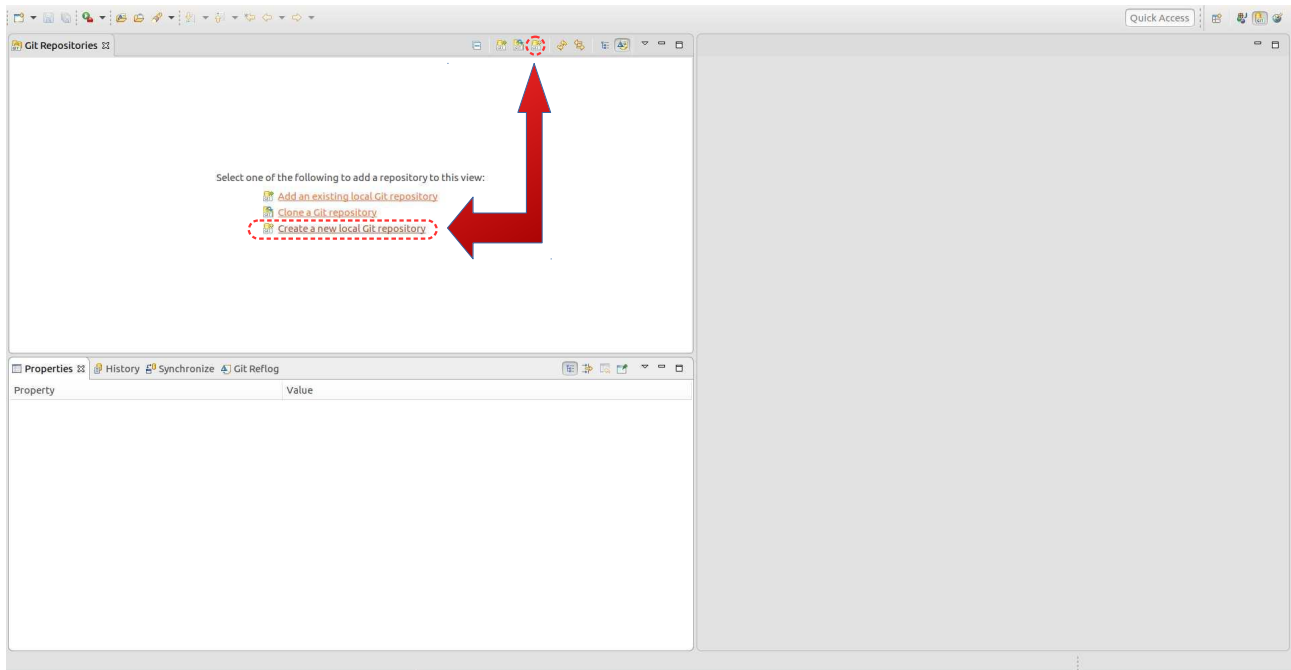 Quick Access
Git Repositories
Select one of the following to add a repository to this view:
Add an existing local Git repository
Clone a Git repository
Create a new local Git repository
Properties History Synchronize Git Reflog
Property Value